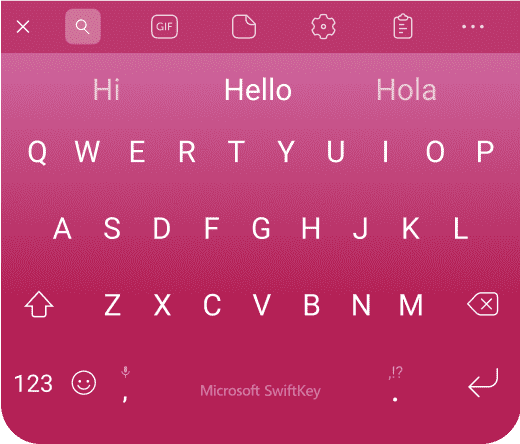 GIF
Hi Hello Hola
Q W E R T Y U I O P
A S D F G H J K L
Z X C V B N M
,!?
123 , Microsoft SwiftKey .